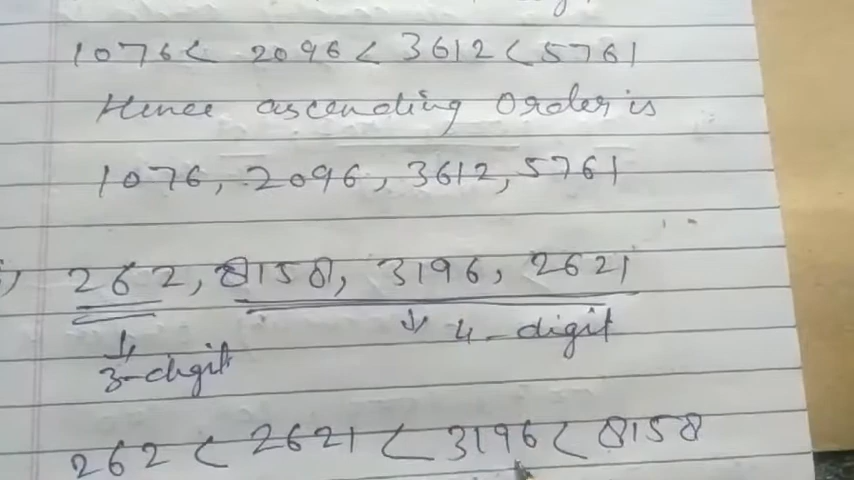 1076 < 2096 < 3612 < 5761
Hence ascending order is
1076, 2096, 3612, 5761
262, 8158, 3196, 2621
↓ 4-digit
↓
3-digit
262 < 2621 < 3196 < 8158